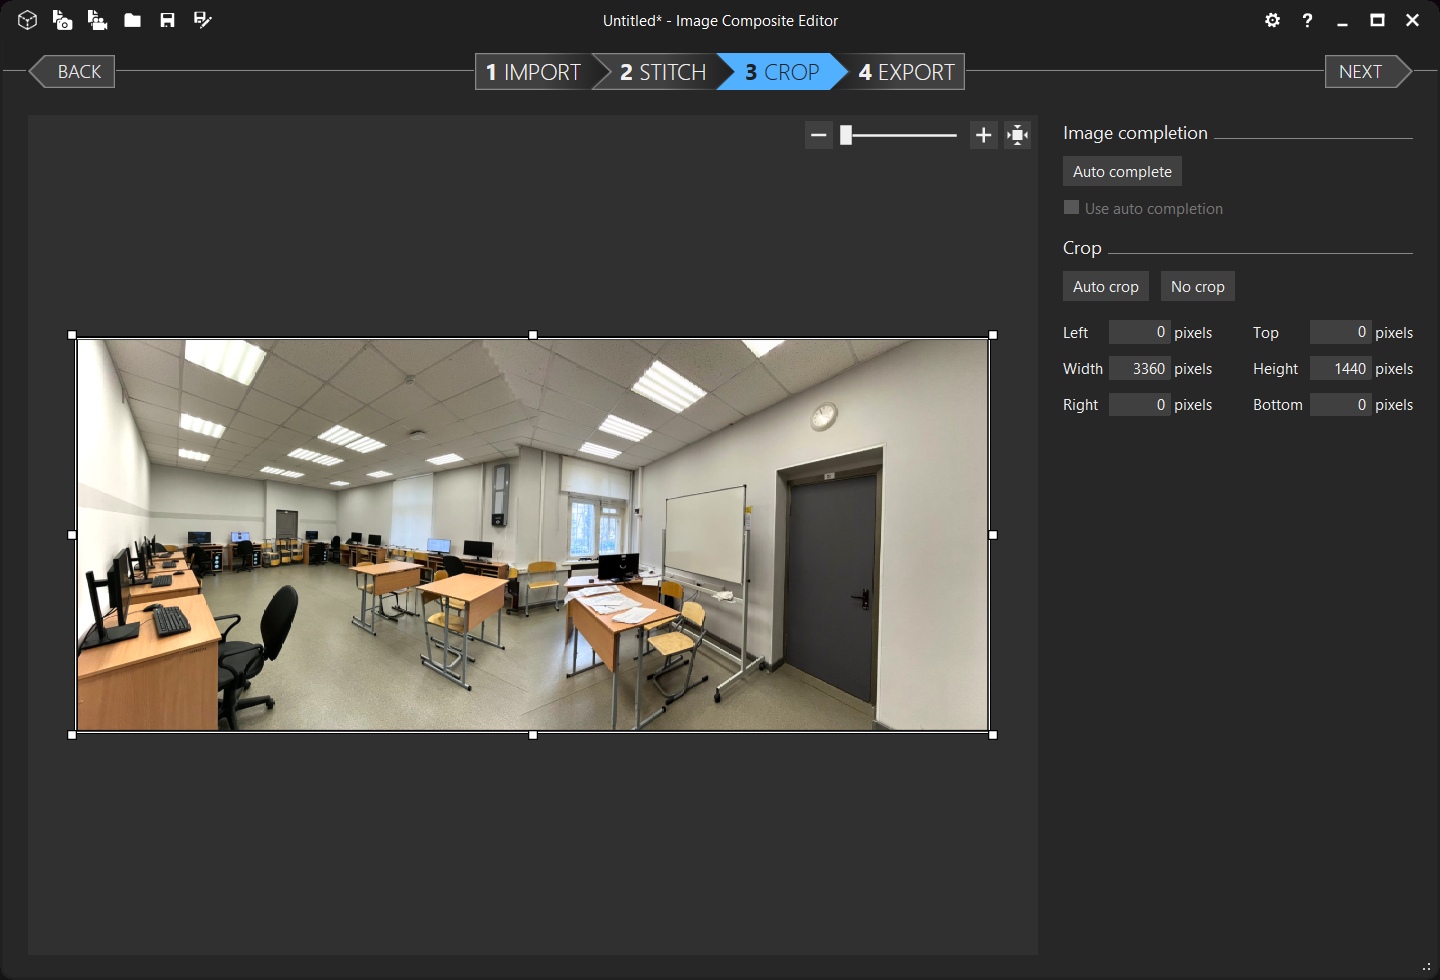 Untitled* - Image Composite Editor
BACK
1 IMPORT
2 STITCH
3 CROP
4 EXPORT
NEXT
Image completion
Auto complete
Use auto completion
Crop
Auto crop No crop
Left 0 pixels Top 0 pixels
Width 3360 pixels Height 1440 pixels
Right 0 pixels Bottom 0 pixels